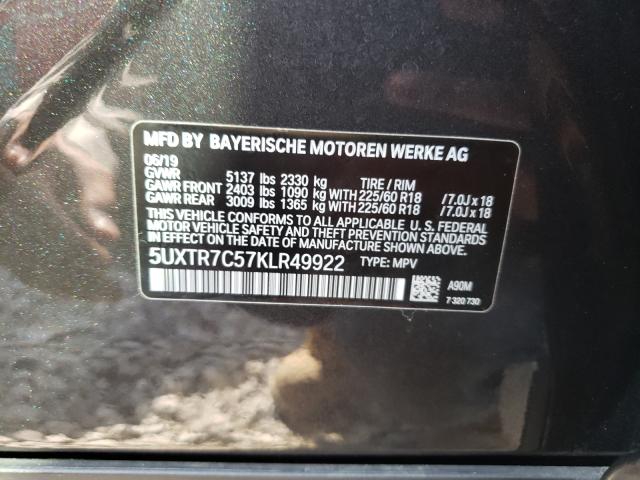 MFD BY BAYERISCHE MOTOREN WERKE AG
06/19
GVWR 5137 lbs 2330 kg TIRE / RIM
GAWR FRONT 2403 lbs 1090 kg WITH 225/60 R18 / 7.0J x 18
GAWR REAR 3009 lbs 1365 kg WITH 225/60 R18 / 7.0J x 18
THIS VEHICLE CONFORMS TO ALL APPLICABLE U. S. FEDERAL
MOTOR VEHICLE SAFETY, BUMPER, AND THEFT PREVENTION
STANDARDS IN EFFECT ON THE DATE OF MANUFACTURE SHOWN ABOVE.
5UXTR7C57KLR49922 TYPE: MPV
A90M
7 320 730